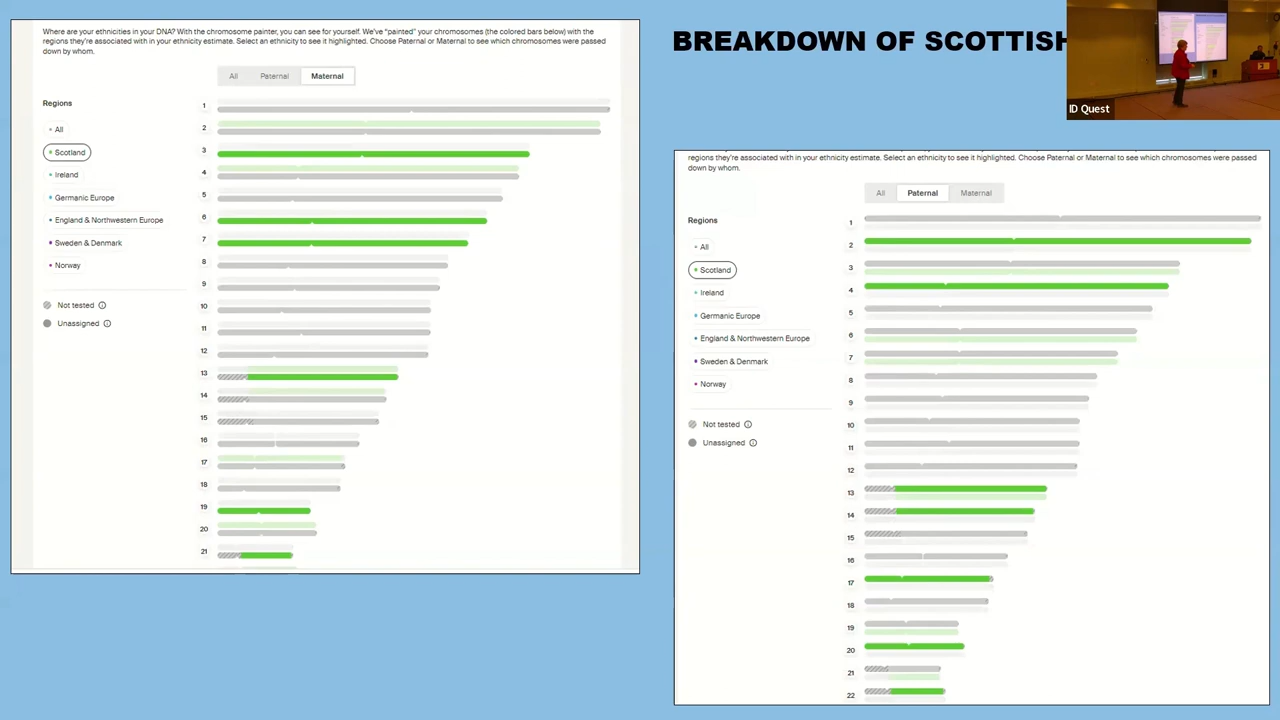 BREAKDOWN OF SCOTTISH
ID Quest
Where are your ethnicities in your DNA? With the chromosome painter, you can see for yourself. We've "painted" your chromosomes (the colored bars below) with the
regions they're associated with in your ethnicity estimate. Select an ethnicity to see it highlighted. Choose Paternal or Maternal to see which chromosomes were passed
down by whom.
All
Paternal
Maternal
Regions
All
Scotland
Ireland
Germanic Europe
England & Northwestern Europe
Sweden & Denmark
Norway
Not tested
Unassigned
1
2
3
4
5
6
7
8
9
10
11
12
13
14
15
16
17
18
19
20
21
regions they're associated with in your ethnicity estimate. Select an ethnicity to see it highlighted. Choose Paternal or Maternal to see which chromosomes were passed
down by whom.
All
Paternal
Maternal
Regions
All
Scotland
Ireland
Germanic Europe
England & Northwestern Europe
Sweden & Denmark
Norway
Not tested
Unassigned
1
2
3
4
5
6
7
8
9
10
11
12
13
14
15
16
17
18
19
20
21
22